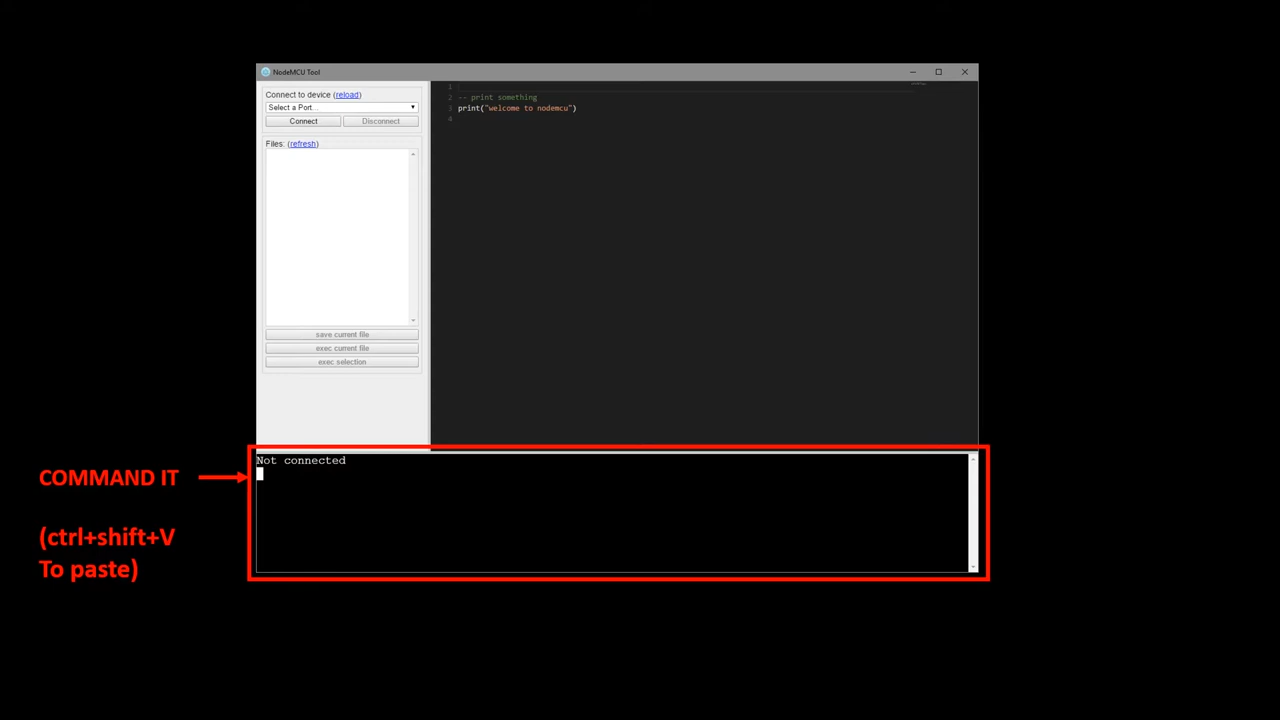 NodeMCU Tool
Connect to device (reload)
Select a Port...
Connect
Disconnect
Files: (refresh)
save current file
exec current file
exec selection
1
2 -- print something
3 print("welcome to nodemcu")
4
Not connected
COMMAND IT
(ctrl+shift+V
To paste)